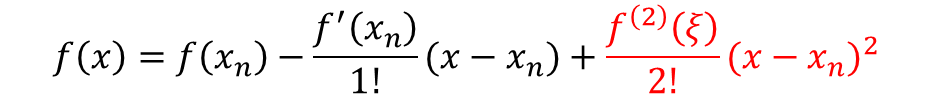 f(x) = f(xₙ) − f′(xₙ)/1! (x − xₙ) + f⁽²⁾(ξ)/2! (x − xₙ)²